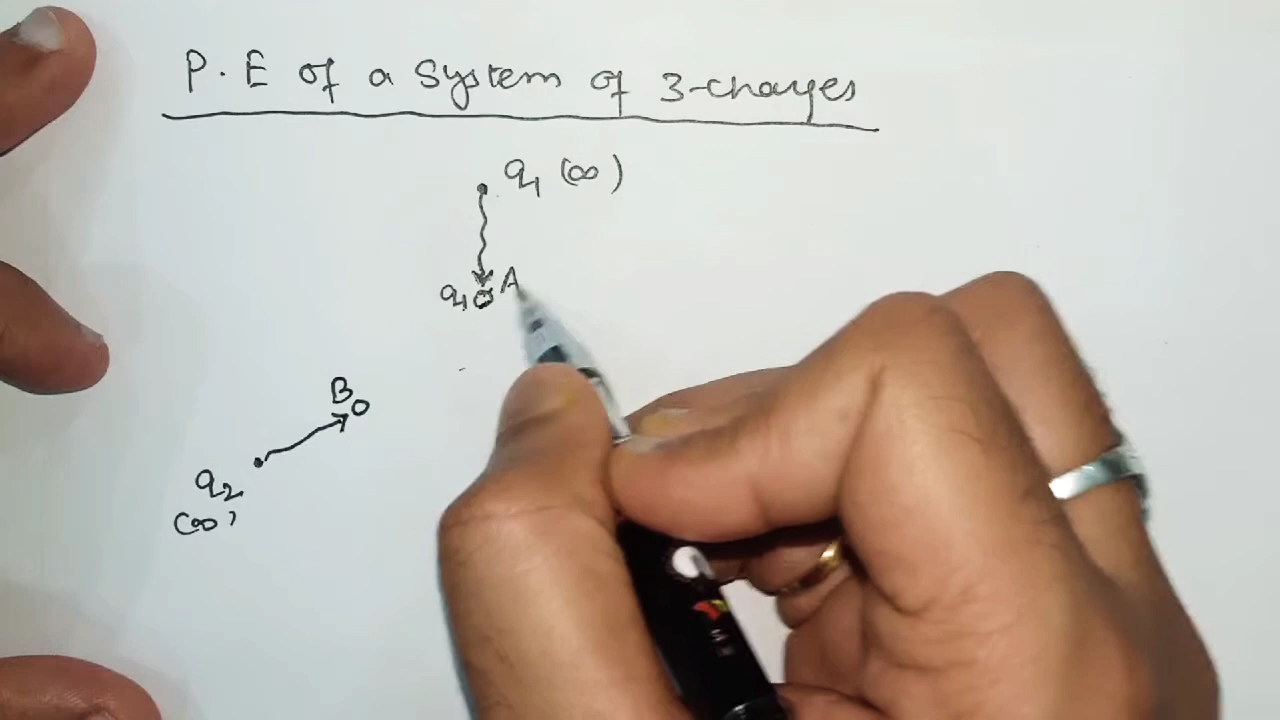 P.E of a System of 3-charges
q1 (∞)
q1 A
B
q2
(∞)